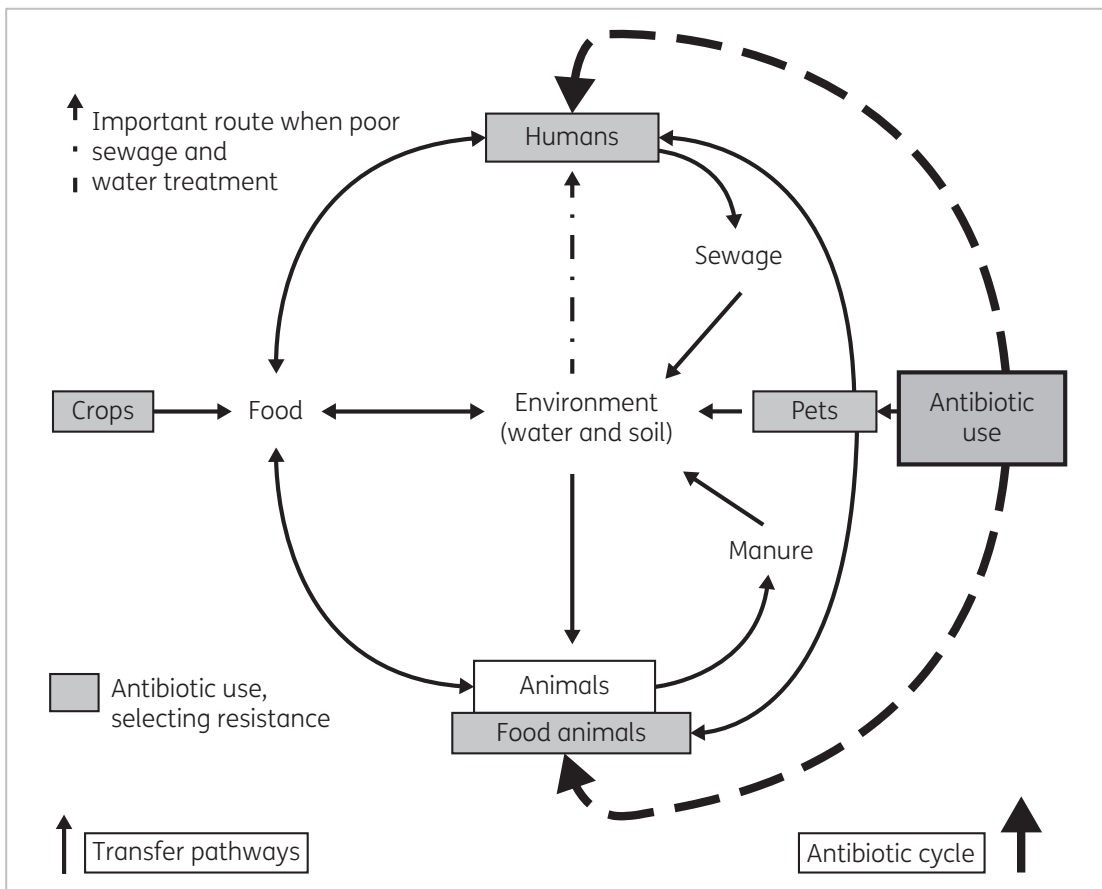 Important route when poor
sewage and
water treatment
Humans
Sewage
Crops
Food
Environment
(water and soil)
Pets
Antibiotic
use
Manure
Animals
Food animals
Antibiotic use,
selecting resistance
Transfer pathways
Antibiotic cycle